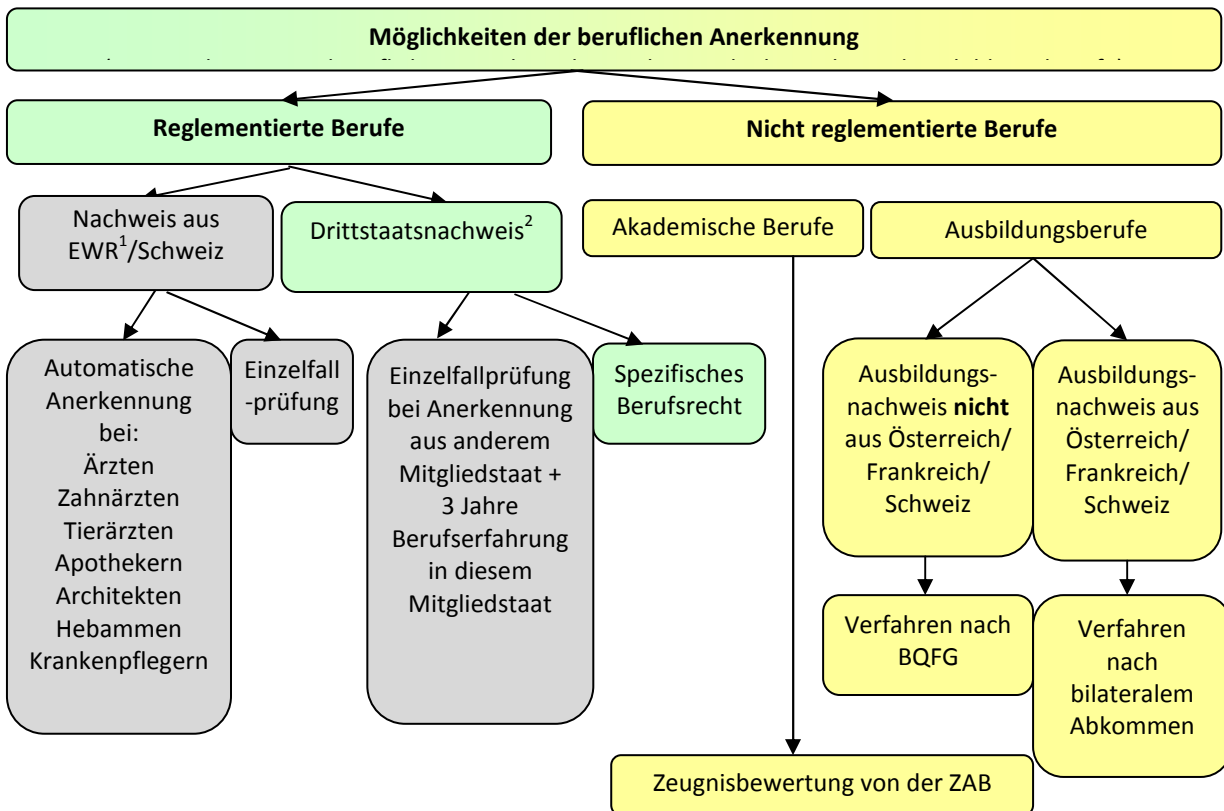 Möglichkeiten der beruflichen Anerkennung
Reglementierte Berufe
Nicht reglementierte Berufe
Nachweis aus
EWR¹/Schweiz
Drittstaatsnachweis²
Akademische Berufe
Ausbildungsberufe
Automatische
Anerkennung
bei:
Ärzten
Zahnärzten
Tierärzten
Apothekern
Architekten
Hebammen
Krankenpflegern
Einzelfall
-prüfung
Einzelfallprüfung
bei Anerkennung
aus anderem
Mitgliedstaat +
3 Jahre
Berufserfahrung
in diesem
Mitgliedstaat
Spezifisches
Berufsrecht
Ausbildungs-
nachweis nicht
aus Österreich/
Frankreich/
Schweiz
Ausbildungs-
nachweis aus
Österreich/
Frankreich/
Schweiz
Verfahren nach
BQFG
Verfahren
nach
bilateralem
Abkommen
Zeugnisbewertung von der ZAB